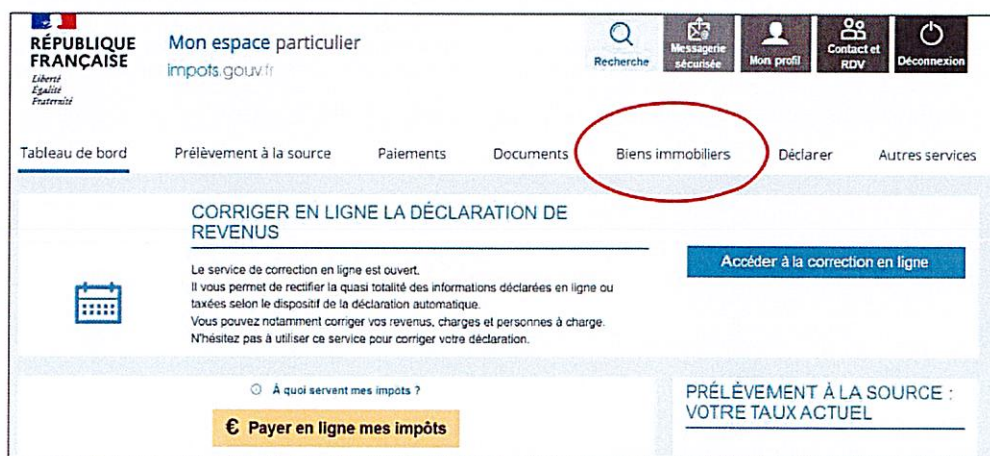 RÉPUBLIQUE
FRANÇAISE
Liberté
Égalité
Fraternité
Mon espace particulier
impots.gouv.fr
Recherche
Messagerie
sécurisée
Mon profil
Contact et
RDV
Déconnexion
Tableau de bord Prélèvement à la source Paiements Documents Biens immobiliers Déclarer Autres services
CORRIGER EN LIGNE LA DÉCLARATION DE
REVENUS
Le service de correction en ligne est ouvert.
Il vous permet de rectifier la quasi totalité des informations déclarées en ligne ou
taxées selon le dispositif de la déclaration automatique.
Vous pouvez notamment corriger vos revenus, charges et personnes à charge.
N'hésitez pas à utiliser ce service pour corriger votre déclaration.
Accéder à la correction en ligne
À quoi servent mes impôts ?
€ Payer en ligne mes impôts
PRÉLÈVEMENT À LA SOURCE :
VOTRE TAUX ACTUEL